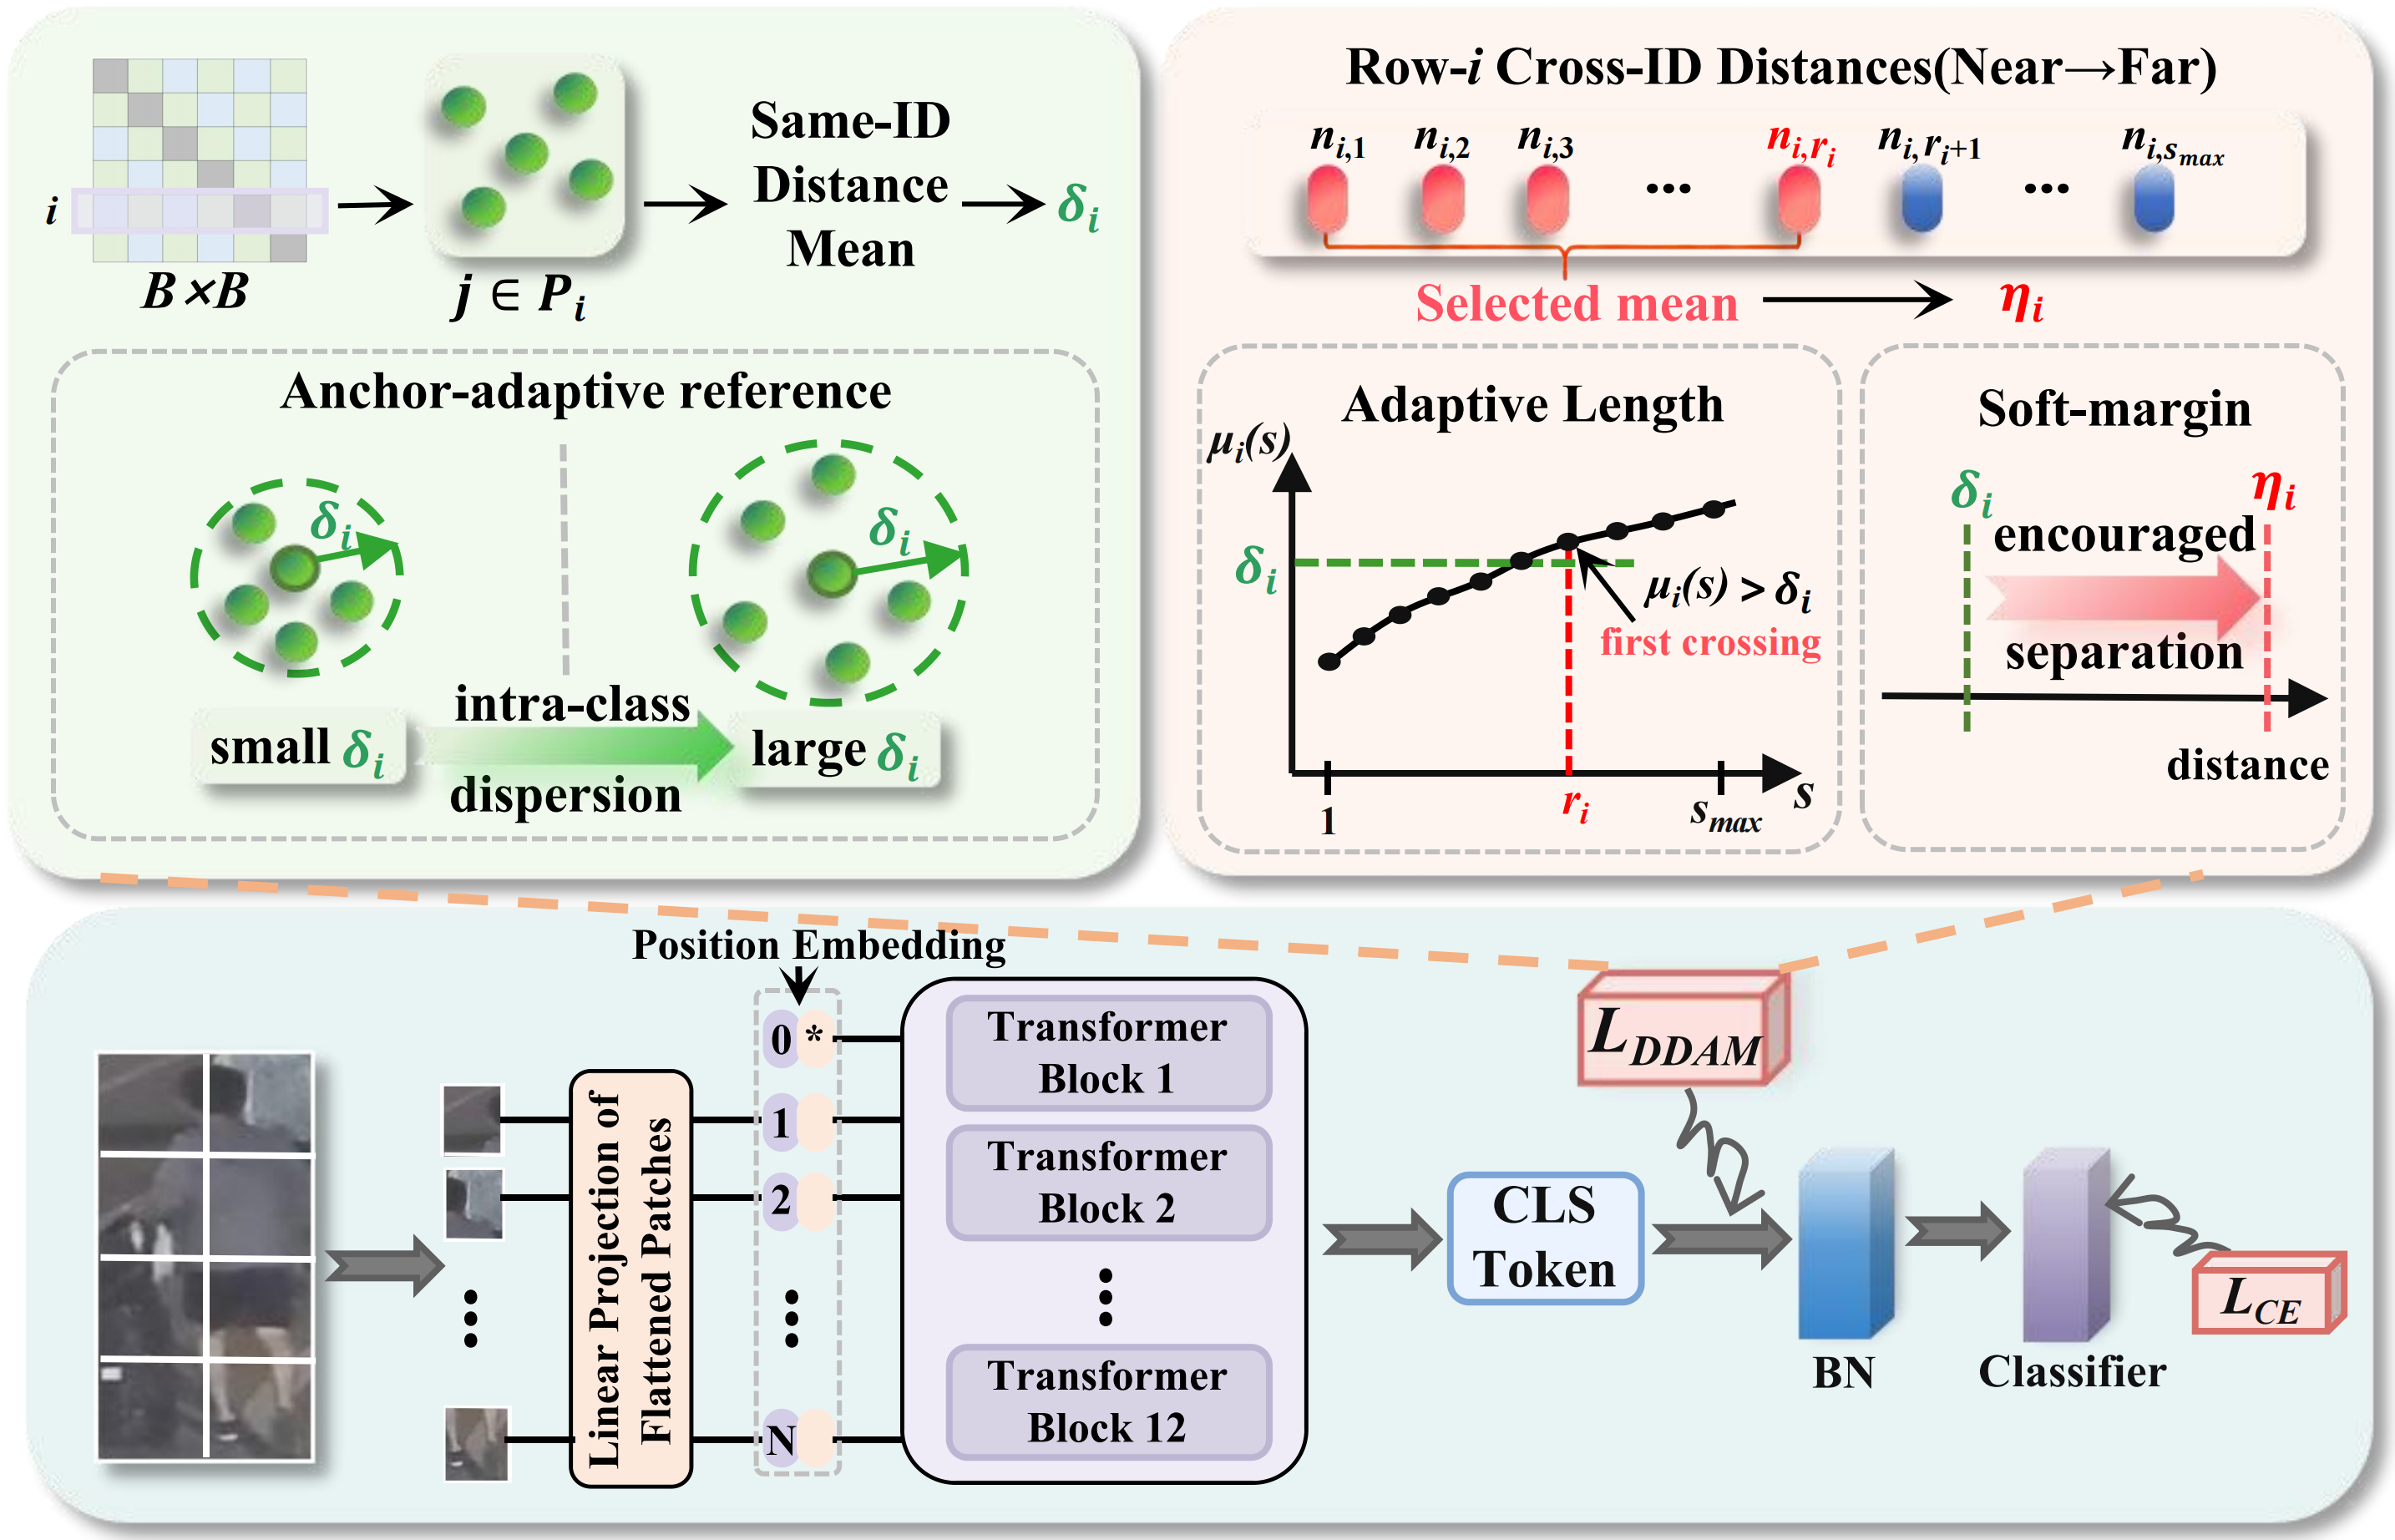 i
B×B
j ∈ P_i
Same-ID
Distance
Mean
δ_i
Anchor-adaptive reference
δ_i
δ_i
small δ_i
intra-class
dispersion
large δ_i
Row-i Cross-ID Distances(Near→Far)
n_{i,1}
n_{i,2}
n_{i,3}
...
n_{i,r_i}
n_{i,r_i+1}
...
n_{i,s_max}
Selected mean
η_i
Adaptive Length
μ_i(s)
δ_i
μ_i(s) > δ_i
first crossing
1
r_i
s_max
s
Soft-margin
δ_i
η_i
encouraged
separation
distance
Position Embedding
Linear Projection of
Flattened Patches
0 *
1
2
N
Transformer
Block 1
Transformer
Block 2
Transformer
Block 12
CLS
Token
L_DDAM
BN
Classifier
L_CE